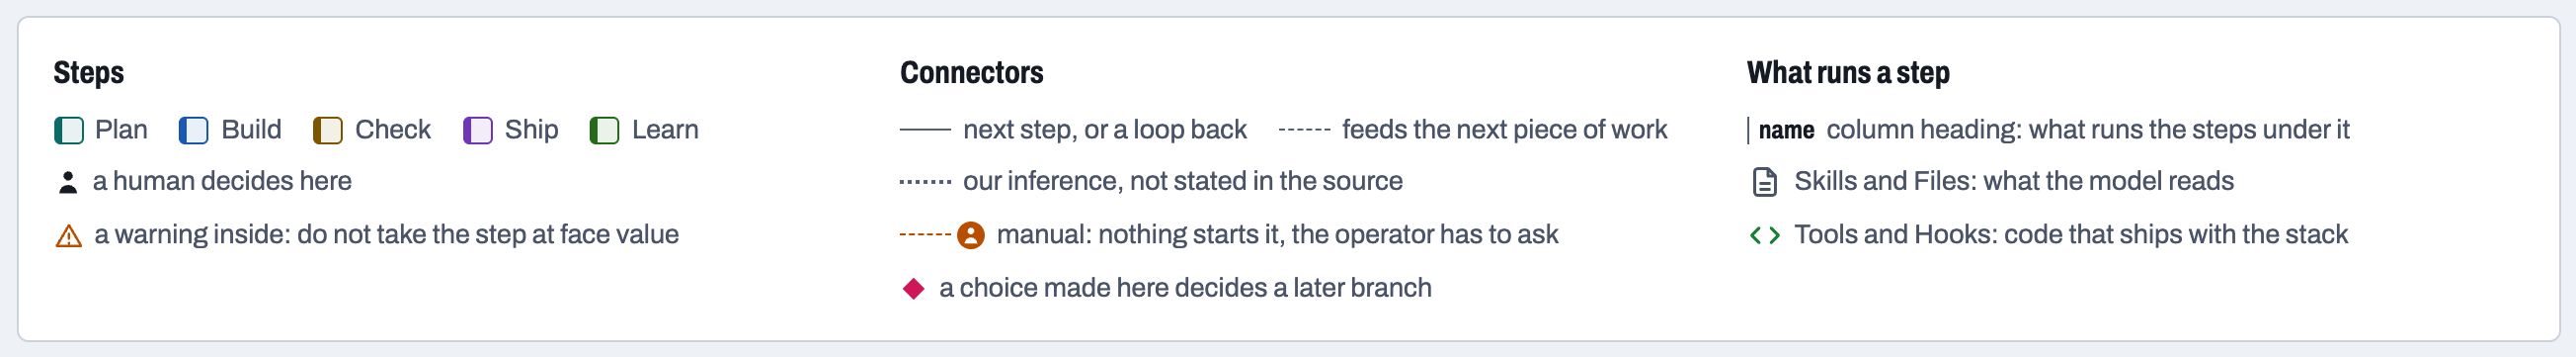 Steps
Plan Build Check Ship Learn
a human decides here
a warning inside: do not take the step at face value
Connectors
next step, or a loop back feeds the next piece of work
our inference, not stated in the source
manual: nothing starts it, the operator has to ask
a choice made here decides a later branch
What runs a step
name column heading: what runs the steps under it
Skills and Files: what the model reads
Tools and Hooks: code that ships with the stack